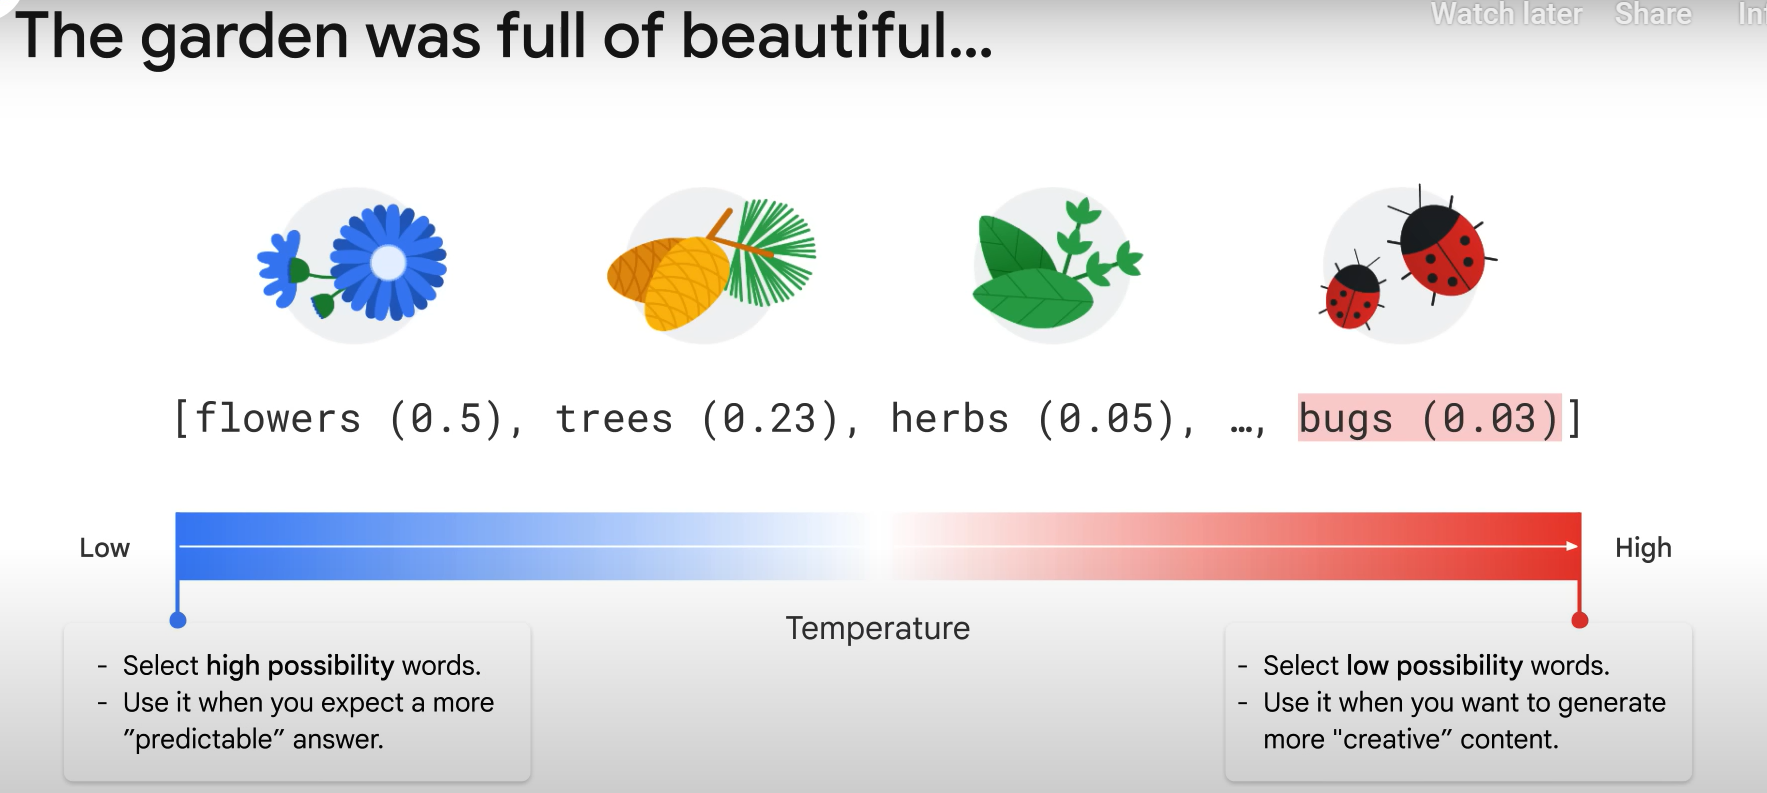 The garden was full of beautiful...
Watch later Share
[flowers (0.5), trees (0.23), herbs (0.05), …, bugs (0.03)]
Low
High
Temperature
- Select high possibility words.
- Use it when you expect a more
″predictable″ answer.
- Select low possibility words.
- Use it when you want to generate
more "creative″ content.